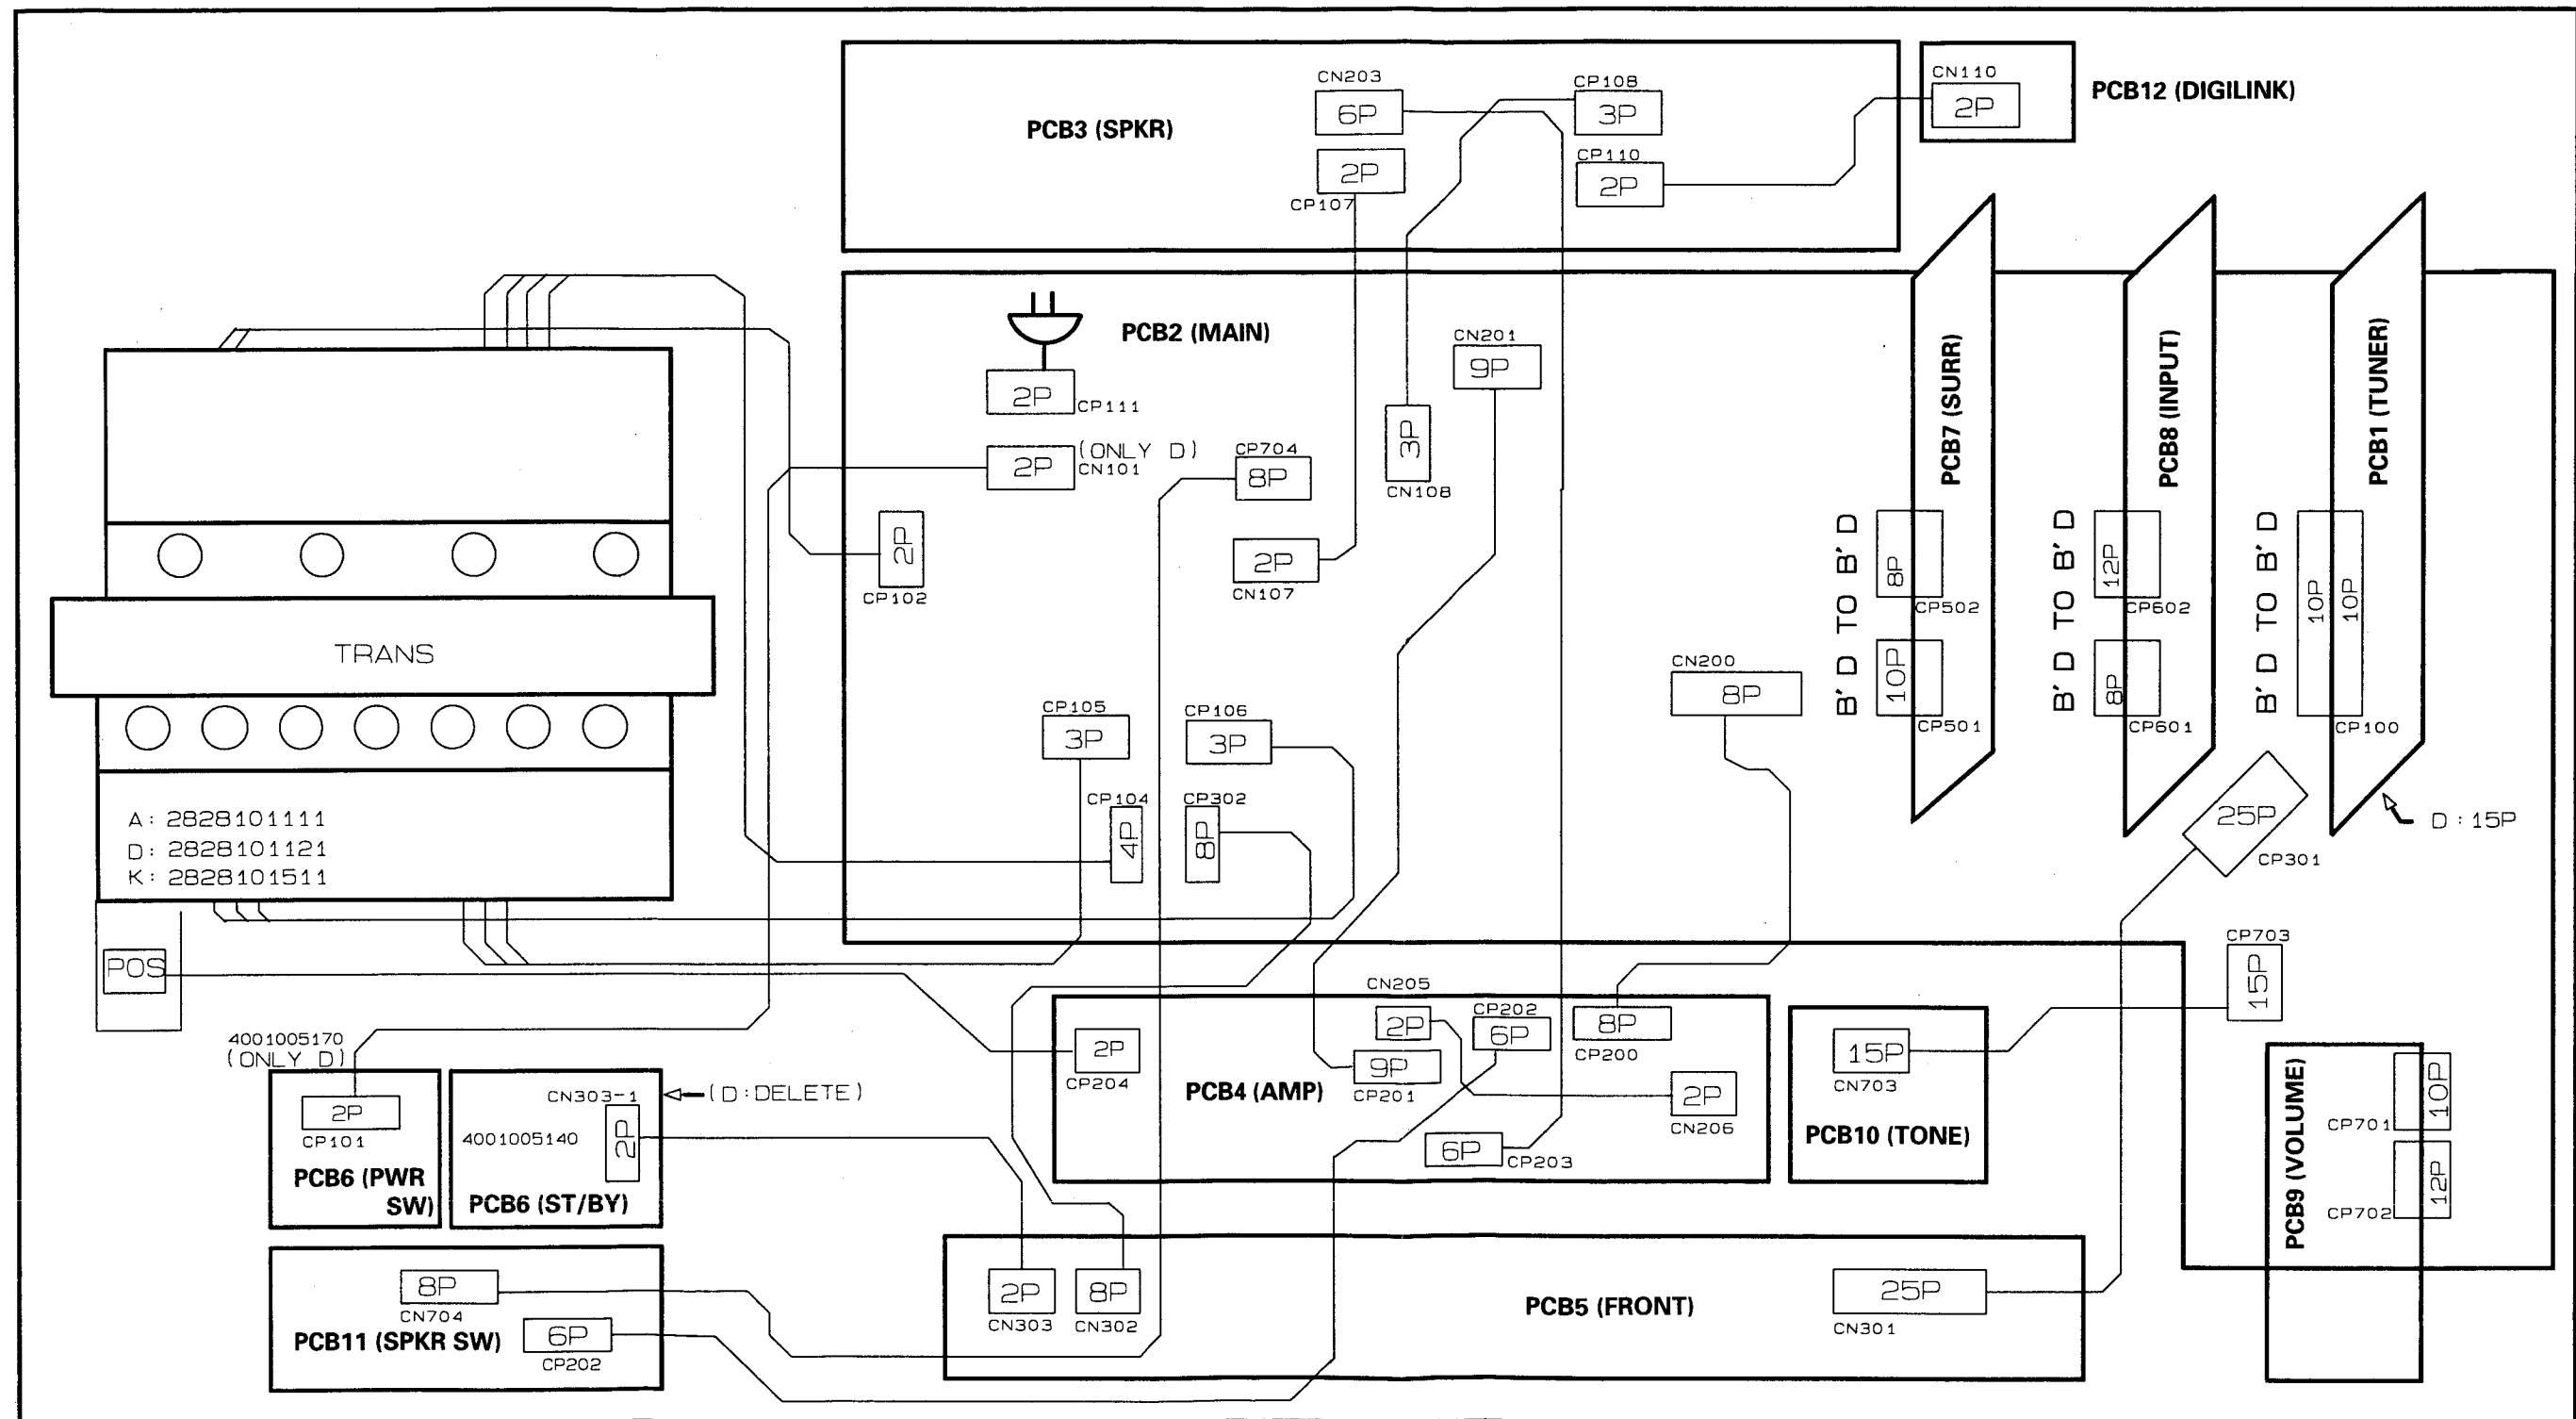 CN203
6P
CP108
3P
CN110
2P
PCB12 (DIGILINK)
PCB3 (SPKR)
2P
CP107
CP110
2P
PCB2 (MAIN)
2P
CP111
(ONLY D)
2P
CN101
CP704
8P
CN201
9P
3P
CN108
2P
CP102
2P
CN107
PCB7 (SURR)
PCB8 (INPUT)
PCB1 (TUNER)
B'D TO B'D
8P
CP502
10P
CP501
B'D TO B'D
12P
CP602
8P
CP601
B'D TO B'D
10P
10P
CP100
TRANS
CN200
8P
CP105
3P
CP106
3P
CP104
4P
CP302
8P
A: 2828101111
D: 2828101121
K: 2828101511
25P
CP301
D:15P
POS
CP703
15P
4001005170
(ONLY D)
2P
CP101
PCB6 (PWR
SW)
CN303-1
(D:DELETE)
4001005140
2P
PCB6 (ST/BY)
2P
CP204
PCB4 (AMP)
CN205
2P
CP202
6P
8P
CP200
9P
CP201
2P
CN206
6P
CP203
15P
CN703
PCB10 (TONE)
PCB9 (VOLUME)
10P
CP701
12P
CP702
8P
CN704
PCB11 (SPKR SW)
6P
CP202
2P
CN303
8P
CN302
PCB5 (FRONT)
25P
CN301